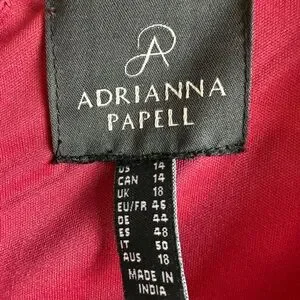 ADRIANNA
PAPELL
US 14
CAN 14
UK 18
EU/FR 46
DE 44
ES 48
IT 50
AUS 18
MADE IN
INDIA